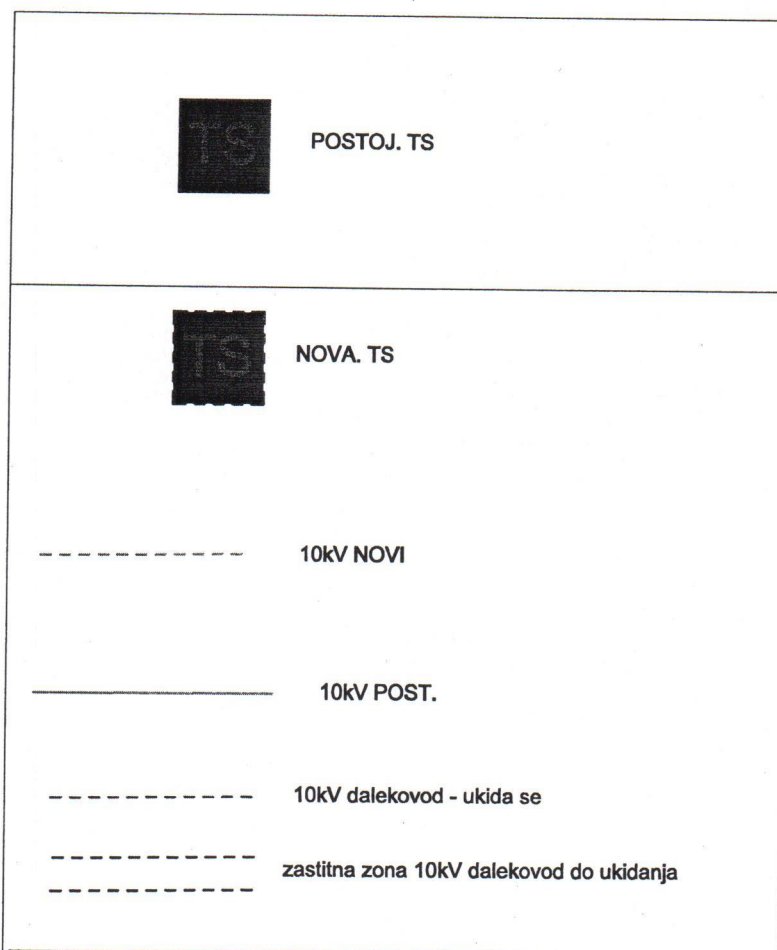 TS POSTOJ. TS
TS NOVA. TS
10kV NOVI
10kV POST.
10kV dalekovod - ukida se
zastitna zona 10kV dalekovod do ukidanja